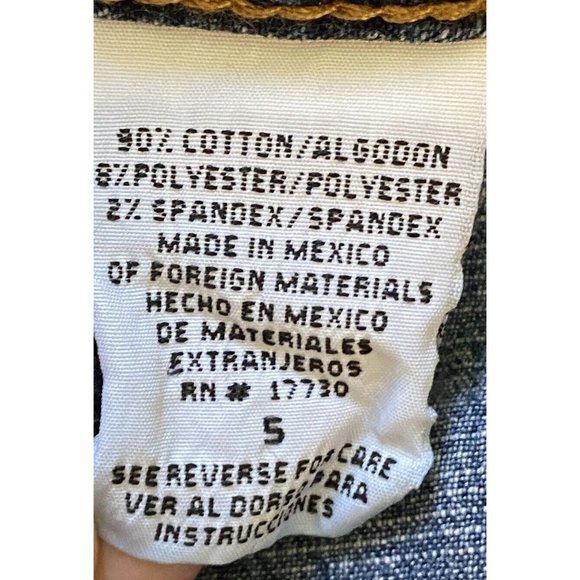 90% COTTON/ALGODON
8%POLYESTER/POLYESTER
2% SPANDEX/SPANDEX
MADE IN MEXICO
OF FOREIGN MATERIALS
HECHO EN MEXICO
DE MATERIALES
EXTRANJEROS
RN # 17730
S
SEE REVERSE FOR CARE
VER AL DORSO PARA
INSTRUCCIONES